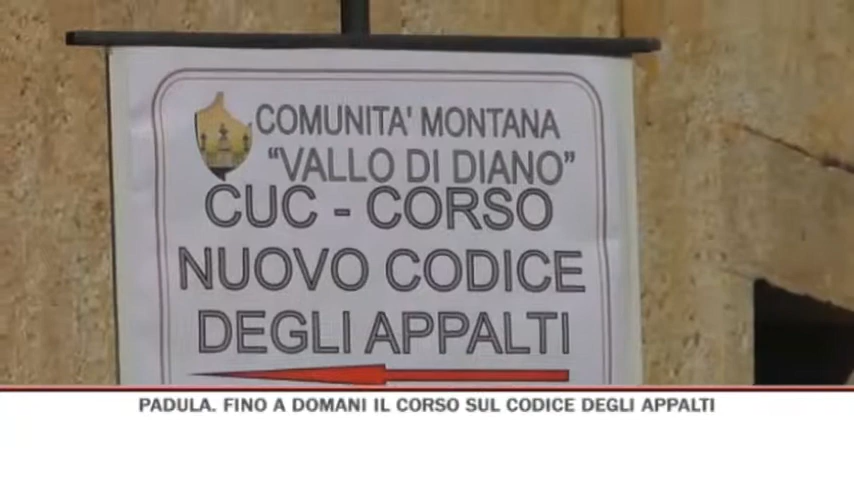 COMUNITA' MONTANA
“VALLO DI DIANO”
CUC - CORSO
NUOVO CODICE
DEGLI APPALTI
PADULA. FINO A DOMANI IL CORSO SUL CODICE DEGLI APPALTI